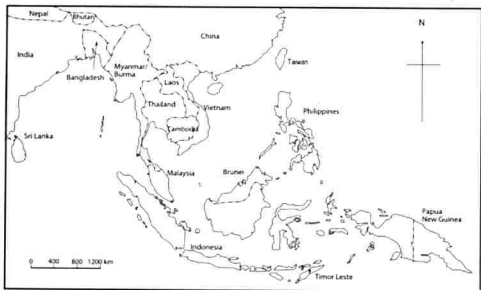 Nepal
Bhutan
China
N
India
Myanmar/
Burma
Bangladesh
Taiwan
Laos
Thailand
Vietnam
Philippines
Cambodia
Sri Lanka
Malaysia
Brunei
Papua
New Guinea
Indonesia
0 400 800 1200 km
Timor Leste